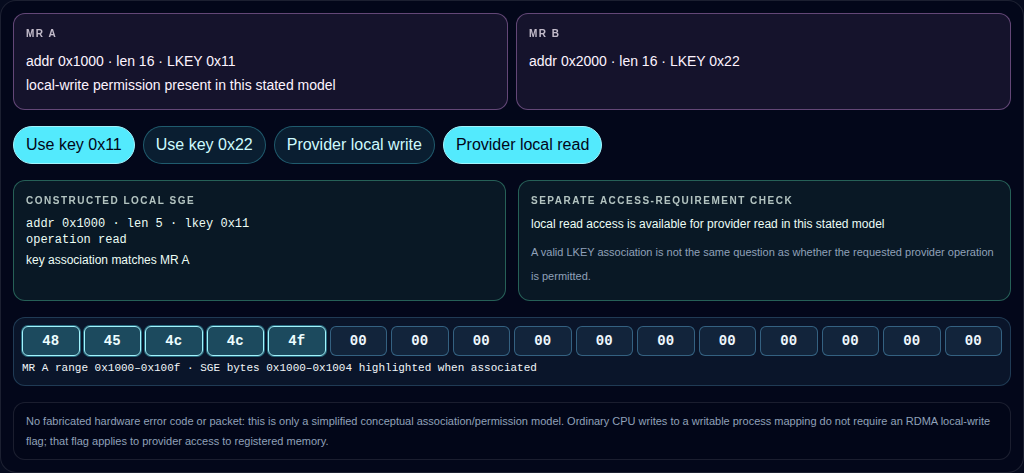 MR A
addr 0x1000 · len 16 · LKEY 0x11
local-write permission present in this stated model
MR B
addr 0x2000 · len 16 · LKEY 0x22
Use key 0x11
Use key 0x22
Provider local write
Provider local read
CONSTRUCTED LOCAL SGE
addr 0x1000 · len 5 · lkey 0x11
operation read
key association matches MR A
SEPARATE ACCESS-REQUIREMENT CHECK
local read access is available for provider read in this stated model
A valid LKEY association is not the same question as whether the requested provider operation
is permitted.
48 45 4c 4c 4f 00 00 00 00 00 00 00 00 00 00 00
MR A range 0x1000–0x100f · SGE bytes 0x1000–0x1004 highlighted when associated
No fabricated hardware error code or packet: this is only a simplified conceptual association/permission model. Ordinary CPU writes to a writable process mapping do not require an RDMA local-write
flag; that flag applies to provider access to registered memory.